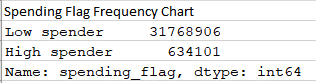 Spending Flag Frequency Chart
Low spender 31768906
High spender 634101
Name: spending_flag, dtype: int64